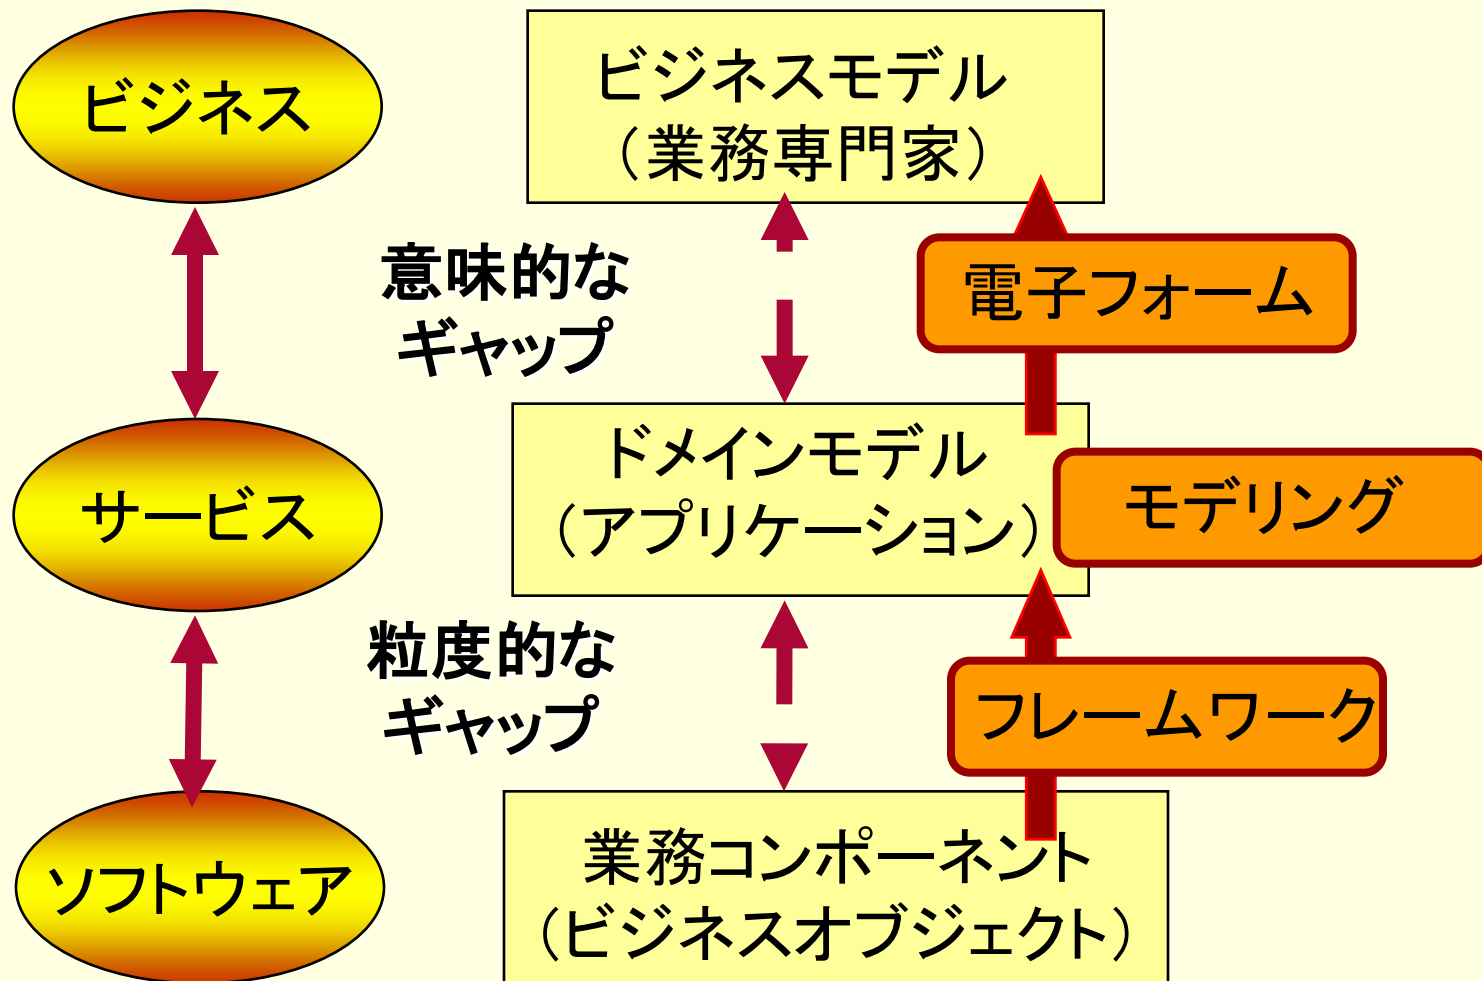 ビジネス
ビジネスモデル
（業務専門家）
意味的な
ギャップ
電子フォーム
サービス
ドメインモデル
（アプリケーション）
モデリング
粒度的な
ギャップ
フレームワーク
ソフトウェア
業務コンポーネント
（ビジネスオブジェクト）